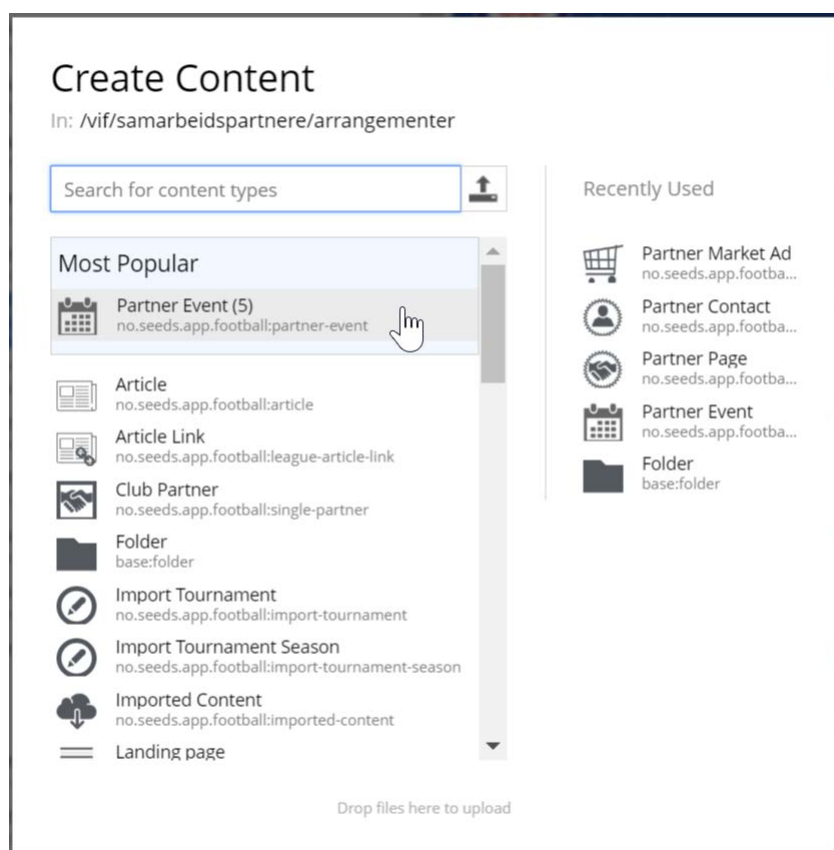 Create Content
In: /vif/samarbeidspartnere/arrangementer
Search for content types
Most Popular
Partner Event (5)
no.seeds.app.football:partner-event
Article
no.seeds.app.football:article
Article Link
no.seeds.app.football:league-article-link
Club Partner
no.seeds.app.football:single-partner
Folder
base:folder
Import Tournament
no.seeds.app.football:import-tournament
Import Tournament Season
no.seeds.app.football:import-tournament-season
Imported Content
no.seeds.app.football:imported-content
Landing page
Recently Used
Partner Market Ad
no.seeds.app.footba...
Partner Contact
no.seeds.app.footba...
Partner Page
no.seeds.app.footba...
Partner Event
no.seeds.app.footba...
Folder
base:folder
Drop files here to upload